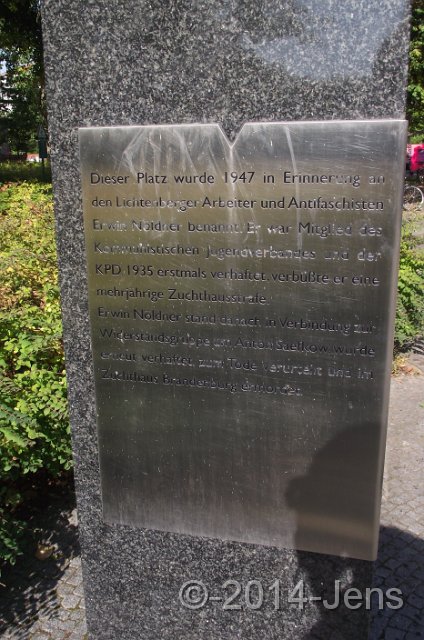 Dieser Platz wurde 1947 in Erinnerung an
den Lichtenberger Arbeiter und Antifaschisten
Erwin Nöldner benannt. Er war Mitglied des
Kommunistischen Jugendverbandes und der
KPD. 1935 erstmals verhaftet, verbüßte er eine
mehrjährige Zuchthausstrafe.
Erwin Nöldner stand danach in Verbindung zur
Widerstandsgruppe um Anton Saefkow, wurde
erneut verhaftet, zum Tode verurteilt und im
Zuchthaus Brandenburg ermordet.
©-2014-Jens